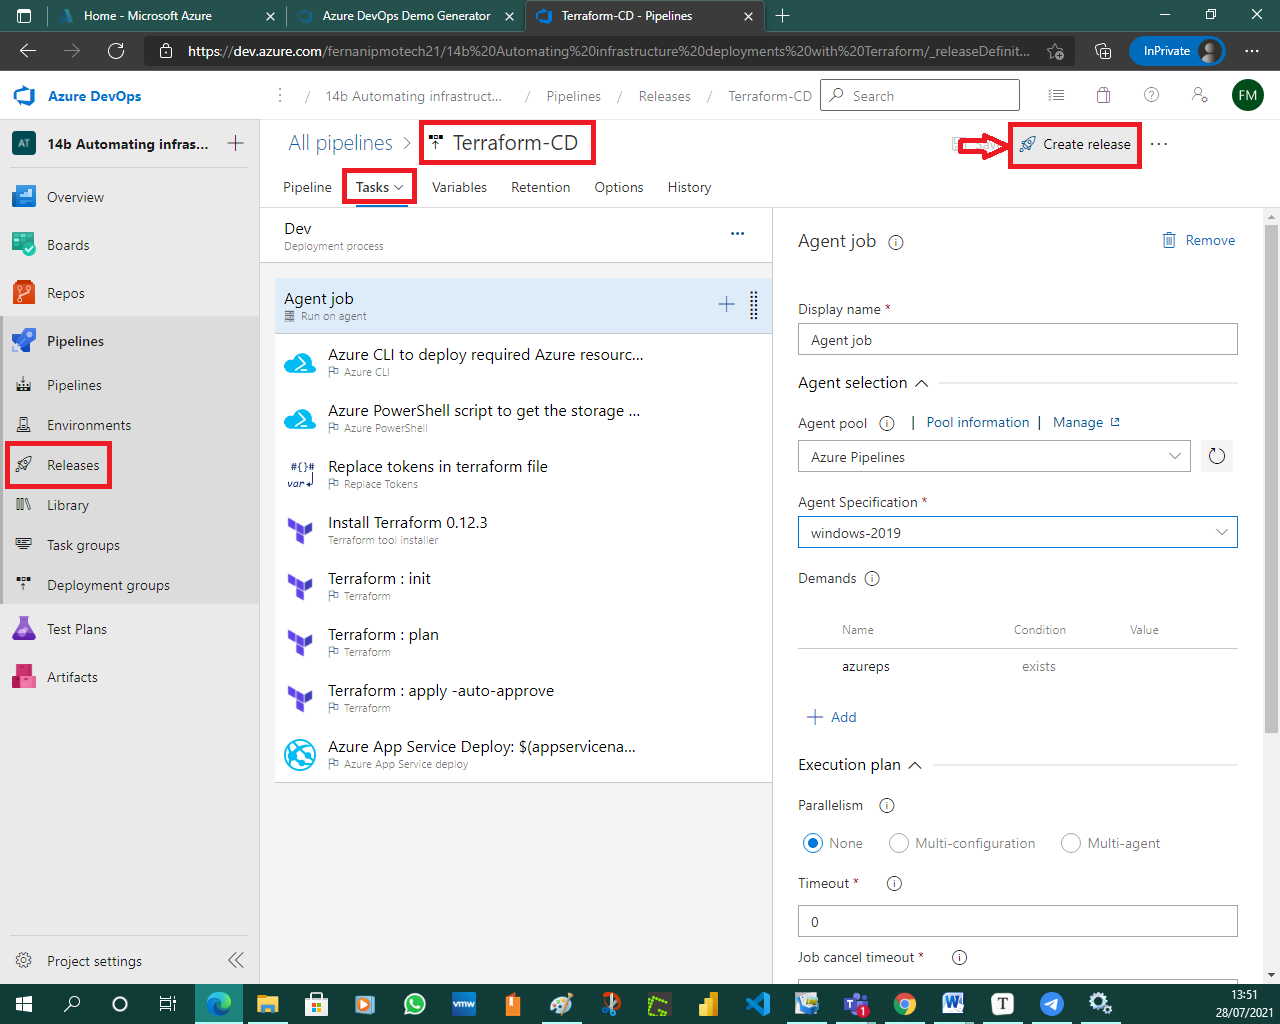 Home - Microsoft Azure
Azure DevOps Demo Generator
Terraform-CD - Pipelines
https://dev.azure.com/fernanipmotech21/14b%20Automating%20infrastructure%20deployments%20with%20Terraform/_releaseDefinit...
InPrivate
Azure DevOps
/ 14b Automating infrastruct... / Pipelines / Releases / Terraform-CD
Search
FM
AT
14b Automating infras...
All pipelines > Terraform-CD
Save
Create release
Pipeline
Tasks
Variables
Retention
Options
History
Overview
Boards
Repos
Pipelines
Pipelines
Environments
Releases
Library
Task groups
Deployment groups
Test Plans
Artifacts
Project settings
Dev
Deployment process
Agent job
Run on agent
Azure CLI to deploy required Azure resourc...
Azure CLI
Azure PowerShell script to get the storage ...
Azure PowerShell
#{}#
var
Replace tokens in terraform file
Replace Tokens
Install Terraform 0.12.3
Terraform tool installer
Terraform : init
Terraform
Terraform : plan
Terraform
Terraform : apply -auto-approve
Terraform
Azure App Service Deploy: $(appservicena...
Azure App Service deploy
Agent job
Remove
Display name *
Agent job
Agent selection
Agent pool | Pool information | Manage
Azure Pipelines
Agent Specification *
windows-2019
Demands
Name Condition Value
azureps exists
Add
Execution plan
Parallelism
None
Multi-configuration
Multi-agent
Timeout *
0
Job cancel timeout *
vmw
1
W
T
13:51
28/07/2021